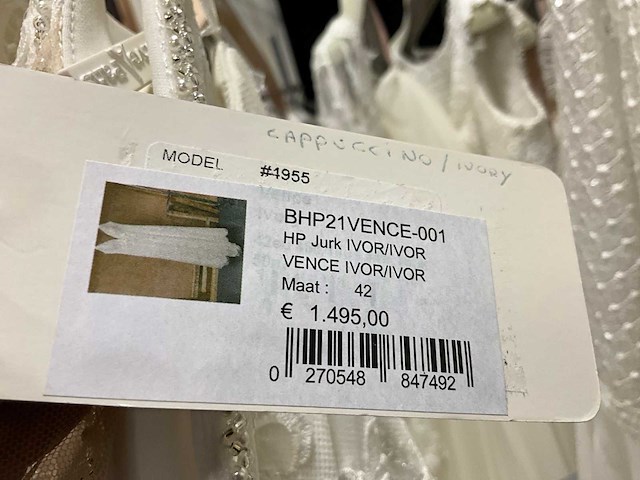 CAPPUCCINO / IVORY
MODEL #4955
BHP21VENCE-001
HP Jurk IVOR/IVOR
VENCE IVOR/IVOR
Maat : 42
€ 1.495,00
0 270548 847492